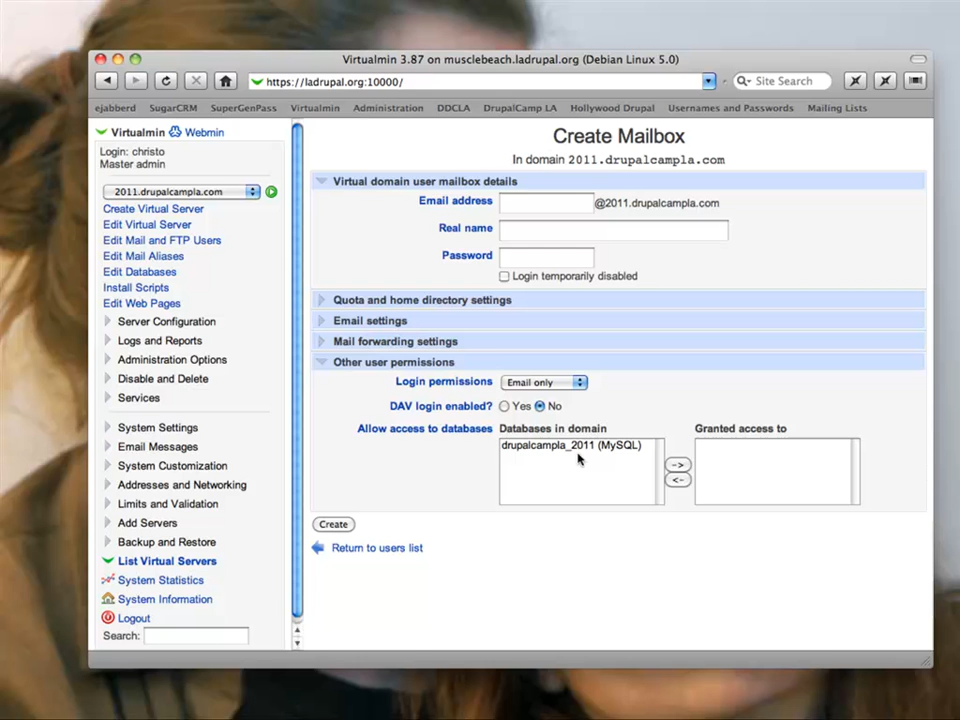 Virtualmin 3.87 on musclebeach.ladrupal.org (Debian Linux 5.0)
https://ladrupal.org:10000/
Site Search
ejabberd SugarCRM SuperGenPass Virtualmin Administration DDCLA DrupalCamp LA Hollywood Drupal Usernames and Passwords Mailing Lists
Virtualmin Webmin
Login: christo
Master admin
2011.drupalcampla.com
Create Virtual Server
Edit Virtual Server
Edit Mail and FTP Users
Edit Mail Aliases
Edit Databases
Install Scripts
Edit Web Pages
Server Configuration
Logs and Reports
Administration Options
Disable and Delete
Services
System Settings
Email Messages
System Customization
Addresses and Networking
Limits and Validation
Add Servers
Backup and Restore
List Virtual Servers
System Statistics
System Information
Logout
Search:
Create Mailbox
In domain 2011.drupalcampla.com
Virtual domain user mailbox details
Email address @2011.drupalcampla.com
Real name
Password
Login temporarily disabled
Quota and home directory settings
Email settings
Mail forwarding settings
Other user permissions
Login permissions Email only
DAV login enabled? Yes No
Allow access to databases Databases in domain Granted access to
drupalcampla_2011 (MySQL)
->
<-
Create
Return to users list